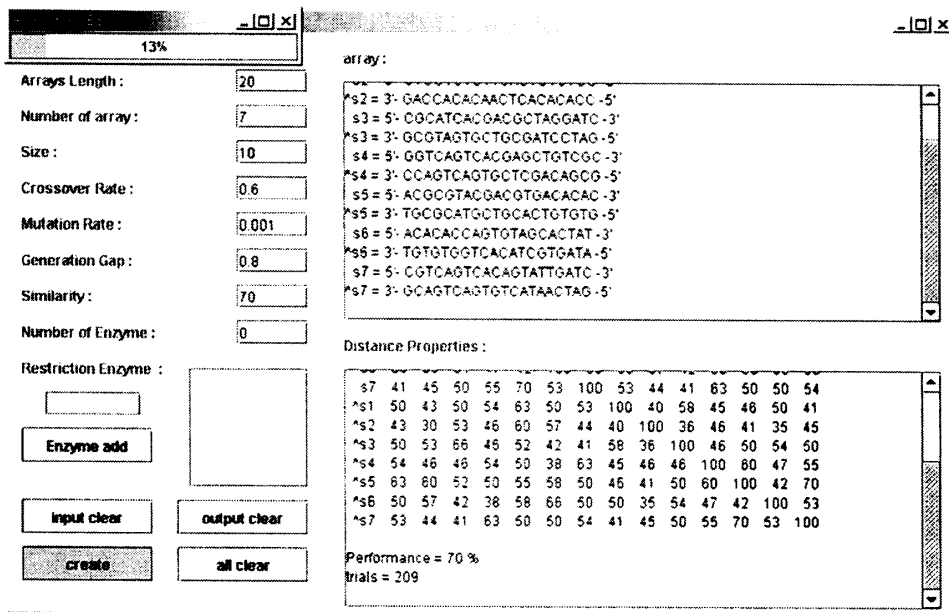 13%
Arrays Length :
20
Number of array :
7
Size :
10
Crossover Rate :
0.6
Mutation Rate :
0.001
Generation Gap :
0.8
Similarity :
70
Number of Enzyme :
0
Restriction Enzyme :
Enzyme add
input clear
output clear
create
all clear
array :
^s2 = 3'- GACCACACAACTCACACACC -5'
s3 = 5'- CGCATCACGACGCTAGGATC -3'
^s3 = 3'- GCGTAGTGCTGCGATCCTAG -5'
s4 = 5'- GGTCAGTCACGAGCTGTCGC -3'
^s4 = 3'- CCAGTCAGTGCTCGACAGCG -5'
s5 = 5'- ACGCGTACGACGTGACACAC -3'
^s5 = 3'- TGCGCATGCTGCACTGTGTG -5'
s6 = 5'- ACACACCAGTGTAGCACTAT -3'
^s6 = 3'- TGTGTGGTCACATCGTGATA -5'
s7 = 5'- CGTCAGTCACAGTATTGATC -3'
^s7 = 3'- GCAGTCAGTGTCATAACTAG -5'
Distance Properties :
s7 41 45 50 55 70 53 100 53 44 41 63 50 50 54
^s1 50 43 50 54 63 50 53 100 40 58 45 46 50 41
^s2 43 30 53 46 60 57 44 40 100 36 46 41 35 45
^s3 50 53 66 45 52 42 41 58 36 100 46 50 54 50
^s4 54 46 46 54 50 38 63 45 46 46 100 60 47 55
^s5 63 60 52 50 55 58 50 46 41 50 60 100 42 70
^s6 50 57 42 38 58 66 50 50 35 54 47 42 100 53
^s7 53 44 41 63 50 50 54 41 45 50 55 70 53 100
Performance = 70 %
trials = 209